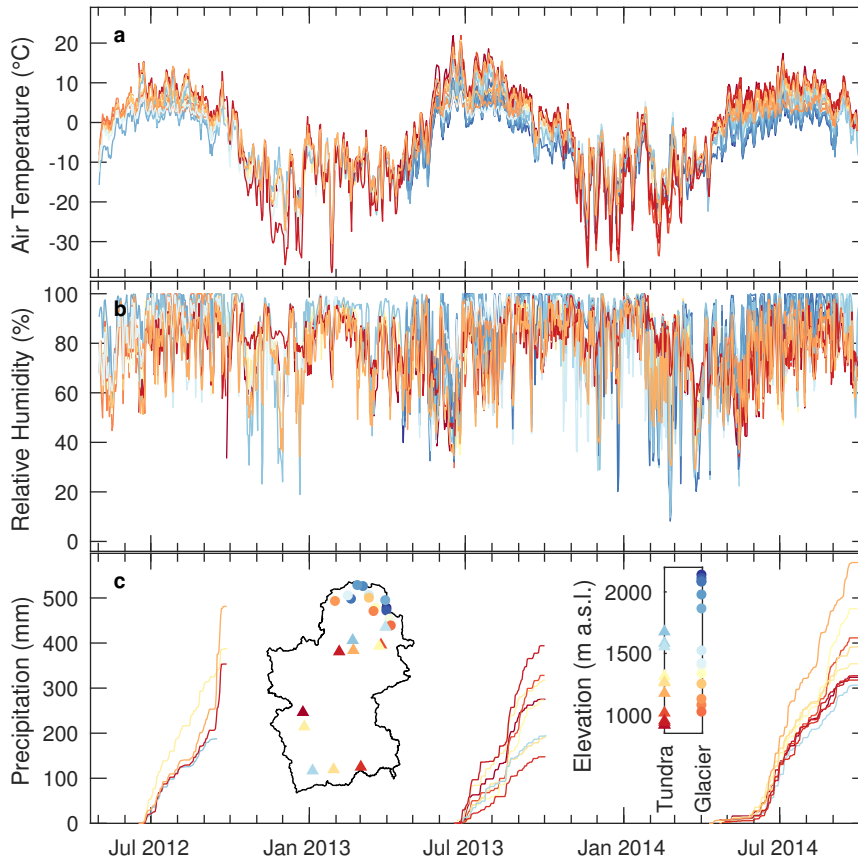 a
Air Temperature (°C)
20
10
0
-10
-20
-30
b
Relative Humidity (%)
100
80
60
40
20
0
c
Precipitation (mm)
500
400
300
200
100
0
Elevation (m a.s.l.)
2000
1500
1000
Tundra
Glacier
Jul 2012 Jan 2013 Jul 2013 Jan 2014 Jul 2014